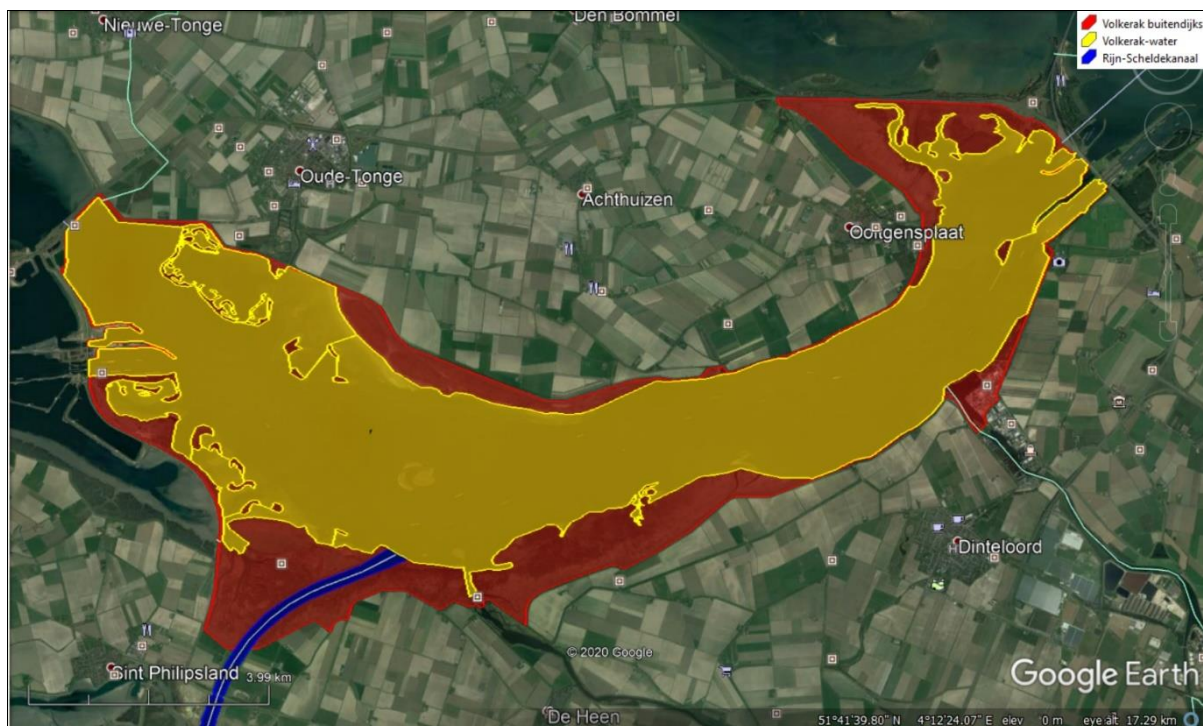 Nieuwe-Tonge
Den Bommel
Volkerak buitendijks
Volkerak-water
Rijn-Scheldekanaal
Oude-Tonge
Achthuizen
Ooltgensplaat
Dinteloord
© 2020 Google
Sint Philipsland
3.99 km
Google Earth
De Heen
51°41'39.80" N 4°12'24.07" E elev 0 m eye alt 17.29 km